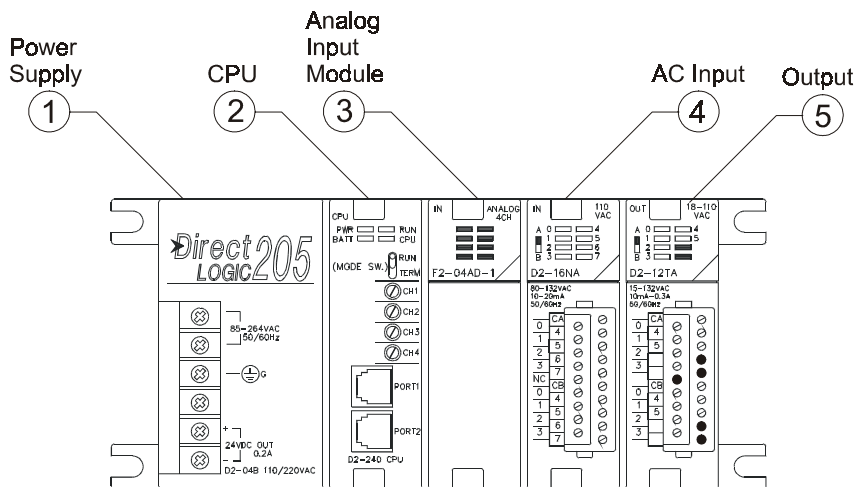 Power
Supply
1
CPU
2
Analog
Input
Module
3
AC Input
4
Output
5
Direct
LOGIC 205
85-264VAC
50/60Hz
G
+
24VDC OUT
0.2A
-
D2-04B 110/220VAC
CPU
PWR RUN
BATT CPU
(MODE SW.) RUN
TERM
CH1
CH2
CH3
CH4
PORT1
PORT2
D2-240 CPU
IN ANALOG
4CH
F2-04AD-1
IN 110
VAC
A 0 4
1 5
2 6
B 3 7
D2-16NA
80-132VAC
10-20mA
50/60Hz
CA
0 4
1 5
2 6
3 7
NC CB
0 4
1 5
2 6
3 7
OUT 18-110
VAC
A 0 4
1 5
2
B 3
D2-12TA
15-132VAC
10mA-0.3A
50/60Hz
CA
0 4
1 5
2
3
CB
0 4
1 5
2
3